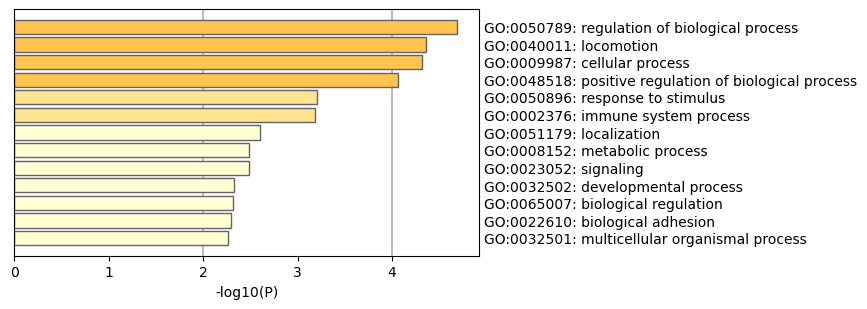 GO:0050789: regulation of biological process
GO:0040011: locomotion
GO:0009987: cellular process
GO:0048518: positive regulation of biological process
GO:0050896: response to stimulus
GO:0002376: immune system process
GO:0051179: localization
GO:0008152: metabolic process
GO:0023052: signaling
GO:0032502: developmental process
GO:0065007: biological regulation
GO:0022610: biological adhesion
GO:0032501: multicellular organismal process
0 1 2 3 4
-log10(P)